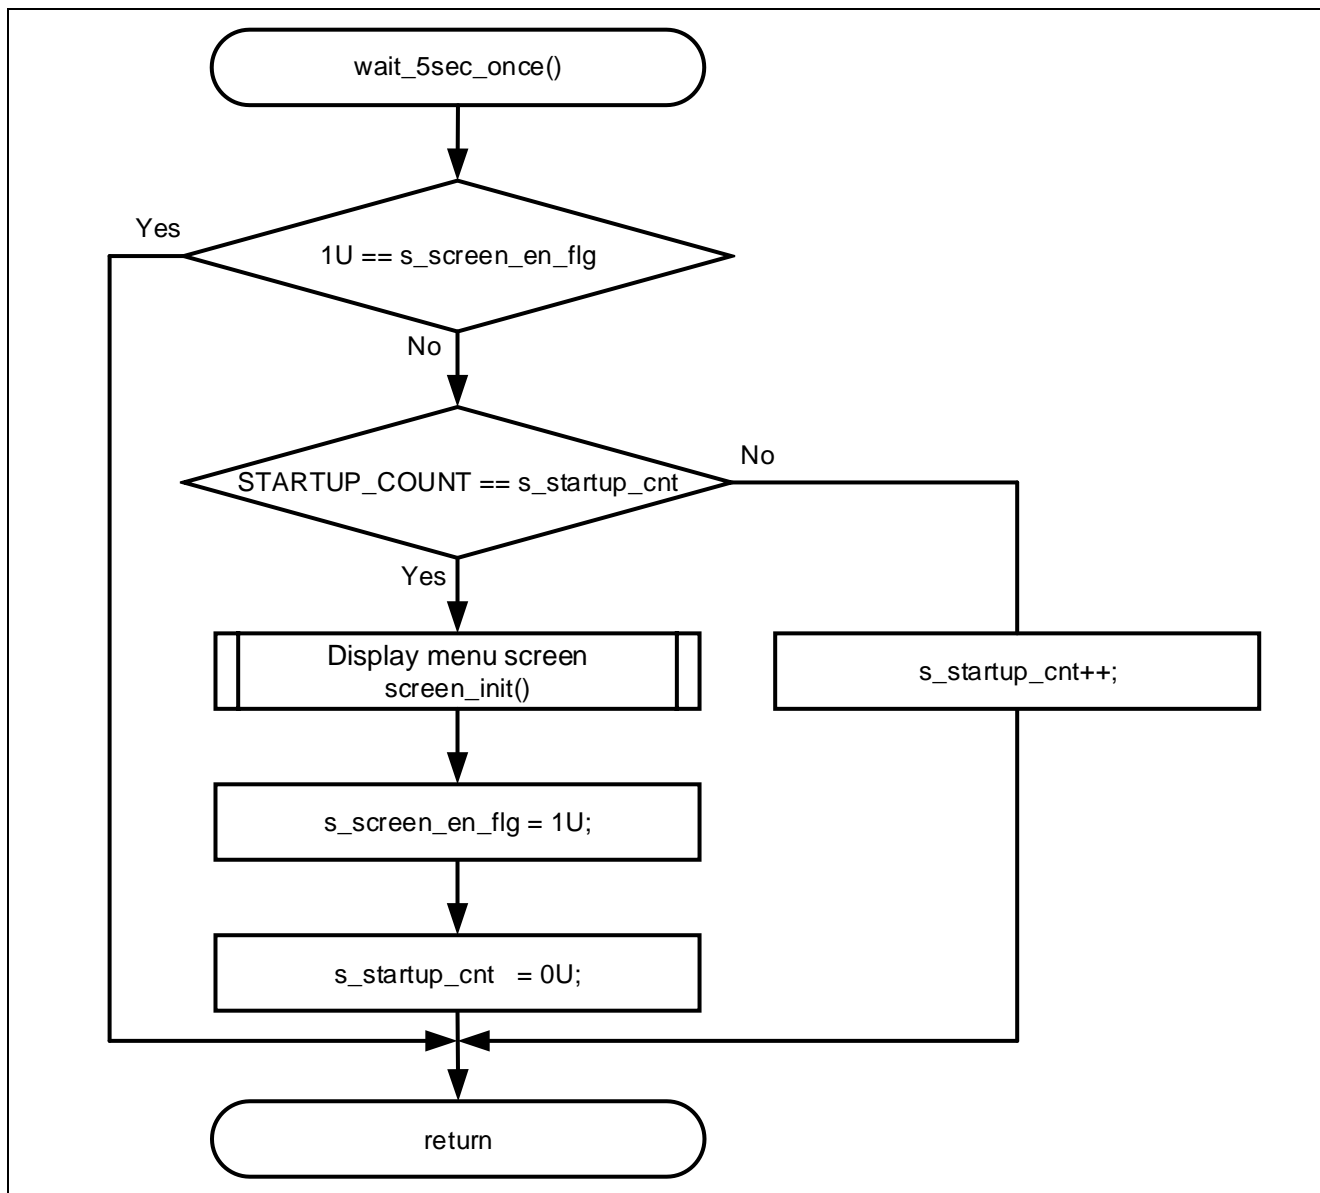 wait_5sec_once()
Yes
1U == s_screen_en_flg
No
STARTUP_COUNT == s_startup_cnt
No
Yes
Display menu screen
screen_init()
s_startup_cnt++;
s_screen_en_flg = 1U;
s_startup_cnt   = 0U;
return